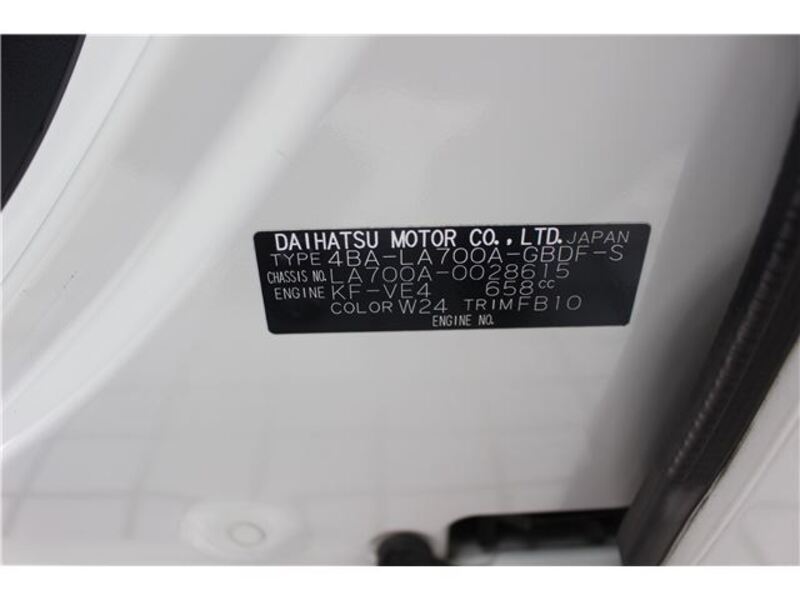 DAIHATSU MOTOR CO., LTD. JAPAN
TYPE 4BA-LA700A-GBDF-S
CHASSIS NO. LA700A-0028615
ENGINE KF-VE4 658cc
COLOR W24 TRIM FB10
ENGINE NO.